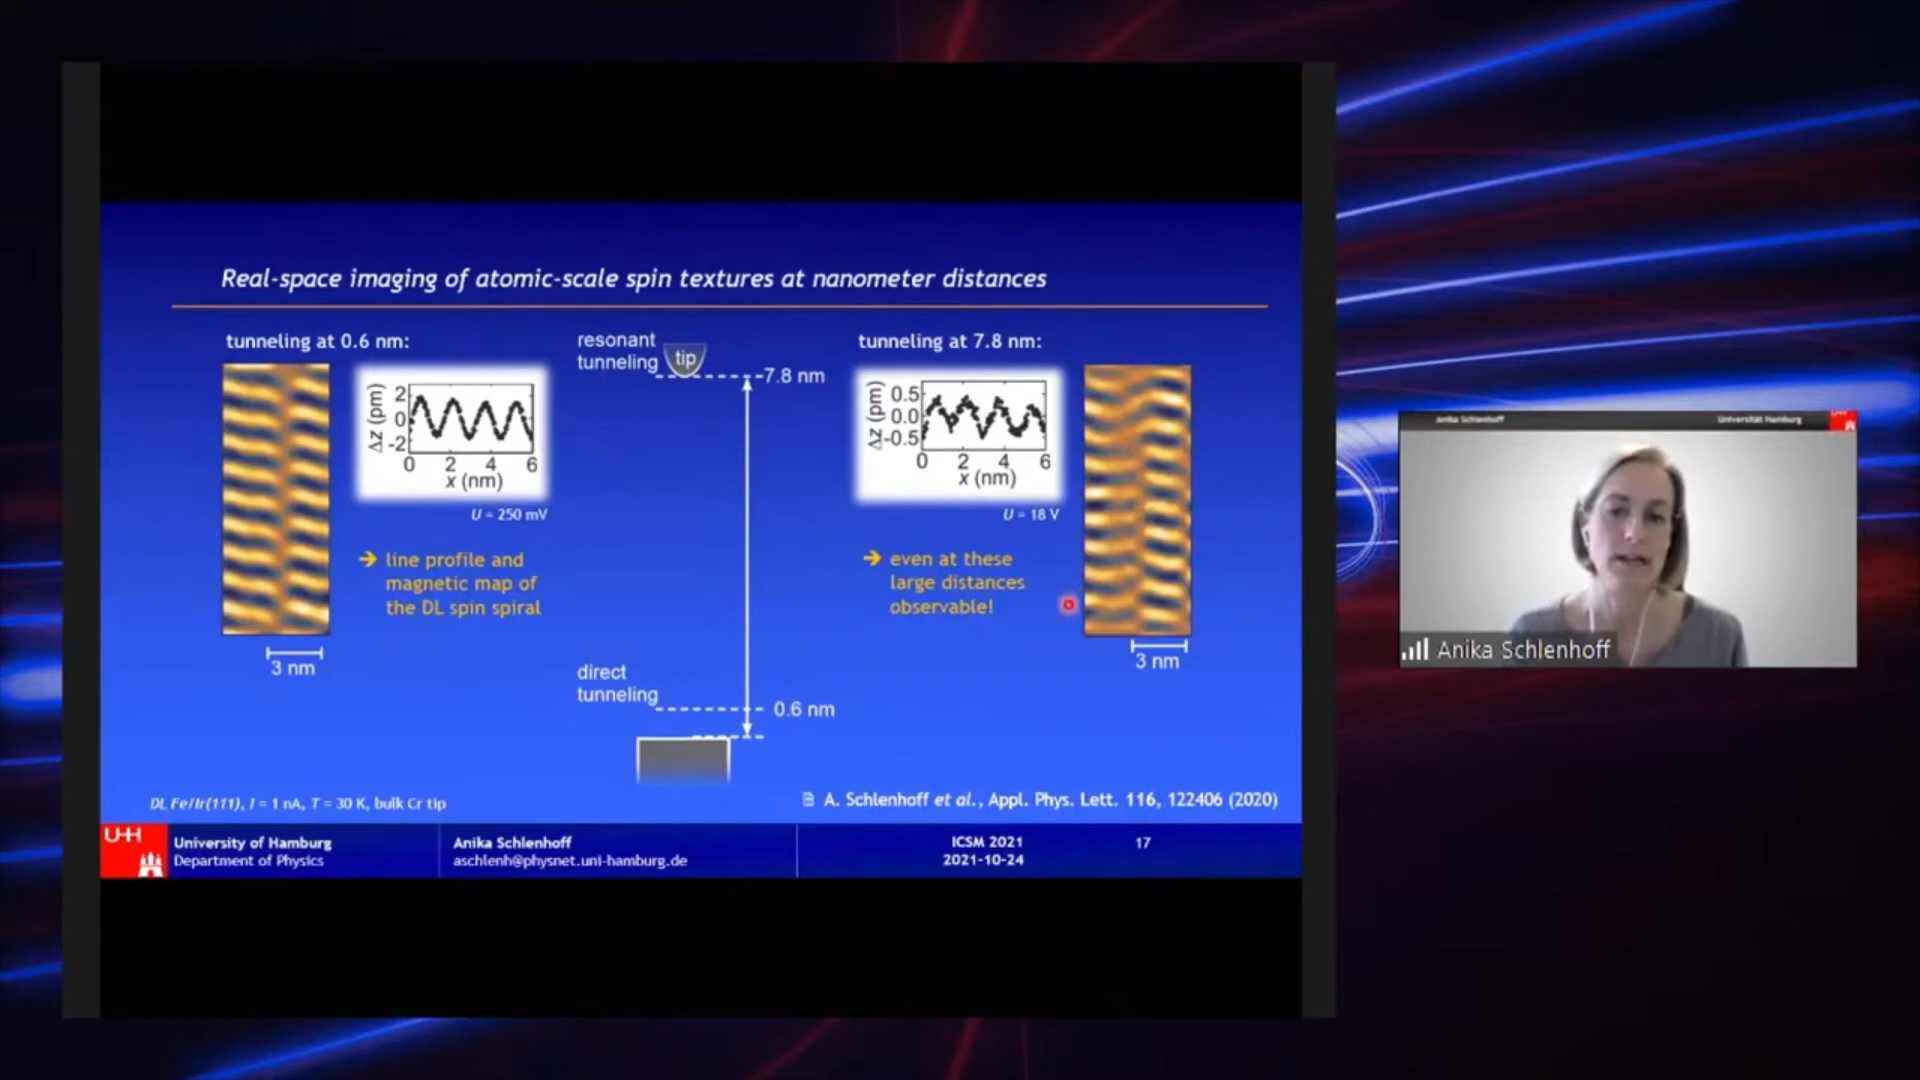 Real-space imaging of atomic-scale spin textures at nanometer distances
tunneling at 0.6 nm:
Δz (pm)
2
0
-2
0 2 4 6
x (nm)
U = 250 mV
→ line profile and
magnetic map of
the DL spin spiral
3 nm
resonant
tunneling
tip
7.8 nm
direct
tunneling
0.6 nm
tunneling at 7.8 nm:
Δz (pm)
0.5
0.0
-0.5
0 2 4 6
x (nm)
U = 18 V
→ even at these
large distances
observable!
3 nm
DL Fe/Ir(111), I = 1 nA, T = 30 K, bulk Cr tip
A. Schlenhoff et al., Appl. Phys. Lett. 116, 122406 (2020)
UHH
University of Hamburg
Department of Physics
Anika Schlenhoff
aschlenh@physnet.uni-hamburg.de
ICSM 2021
2021-10-24
17
Anika Schlenhoff
Universität Hamburg
Anika Schlenhoff